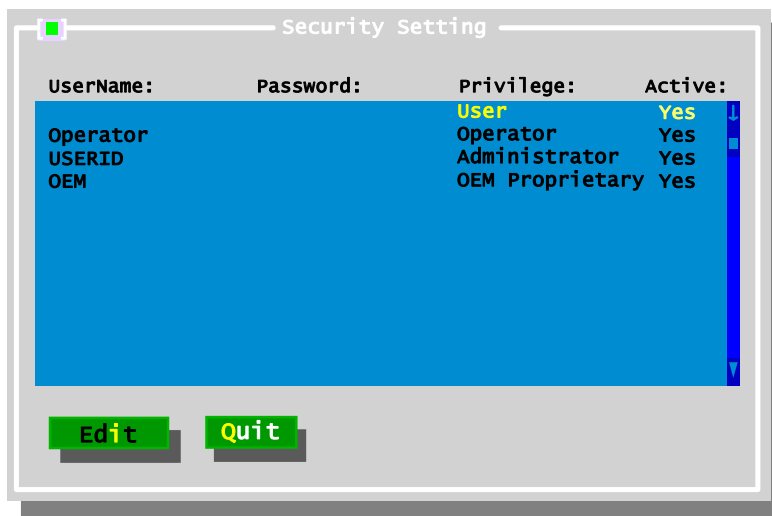 Security Setting
UserName: Password: Privilege: Active:
User Yes
Operator Operator Yes
USERID Administrator Yes
OEM OEM Proprietary Yes
Edit Quit